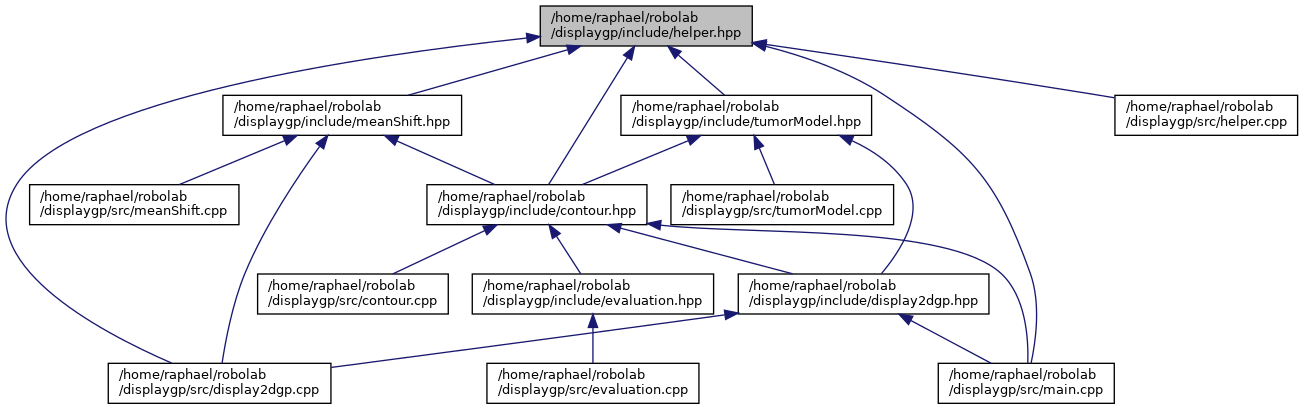 /home/raphael/robolab
/displaygp/include/helper.hpp
/home/raphael/robolab
/displaygp/include/meanShift.hpp
/home/raphael/robolab
/displaygp/include/tumorModel.hpp
/home/raphael/robolab
/displaygp/src/helper.cpp
/home/raphael/robolab
/displaygp/src/meanShift.cpp
/home/raphael/robolab
/displaygp/include/contour.hpp
/home/raphael/robolab
/displaygp/src/tumorModel.cpp
/home/raphael/robolab
/displaygp/src/contour.cpp
/home/raphael/robolab
/displaygp/include/evaluation.hpp
/home/raphael/robolab
/displaygp/include/display2dgp.hpp
/home/raphael/robolab
/displaygp/src/display2dgp.cpp
/home/raphael/robolab
/displaygp/src/evaluation.cpp
/home/raphael/robolab
/displaygp/src/main.cpp